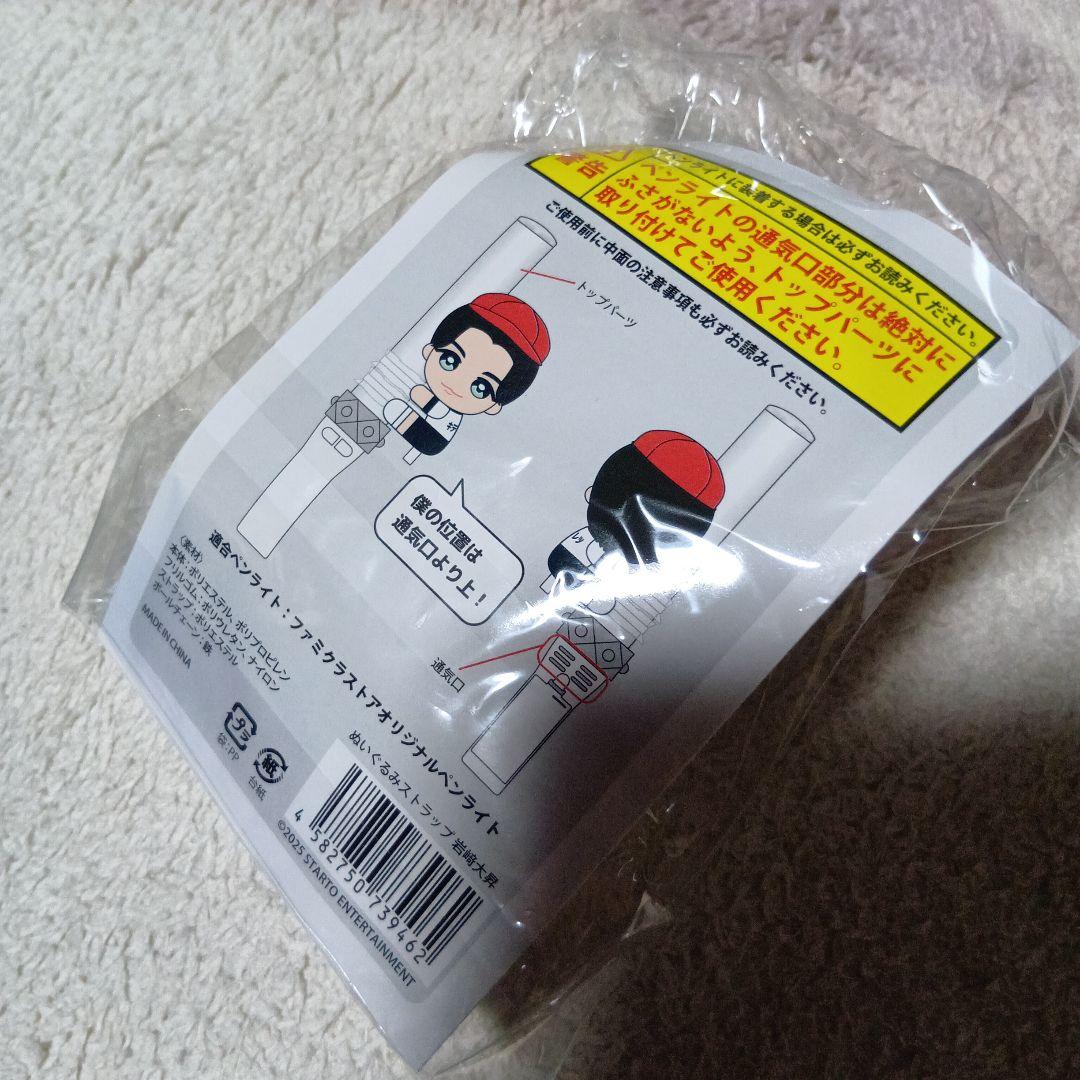 警告
ペンライトに装着する場合は必ずお読みください。
ペンライトの通気口部分は絶対に
ふさがないよう、トップパーツに
取り付けてご使用ください。
ご使用前に中面の注意事項も必ずお読みください。
トップパーツ
僕の位置は
通気口より上!
通気口
適合ペンライト:ファミクラストアオリジナルペンライト
〈素材〉
本体:ポリエステル、ポリプロピレン
フリルゴム:ポリウレタン、ナイロン
ストラップ:ポリエステル
ボールチェーン:鉄
MADE IN CHINA
プラ
袋:PP
紙
台紙
ぬいぐるみストラップ 岩﨑大昇
4 582750 739462
©2025 STARTO ENTERTAINMENT